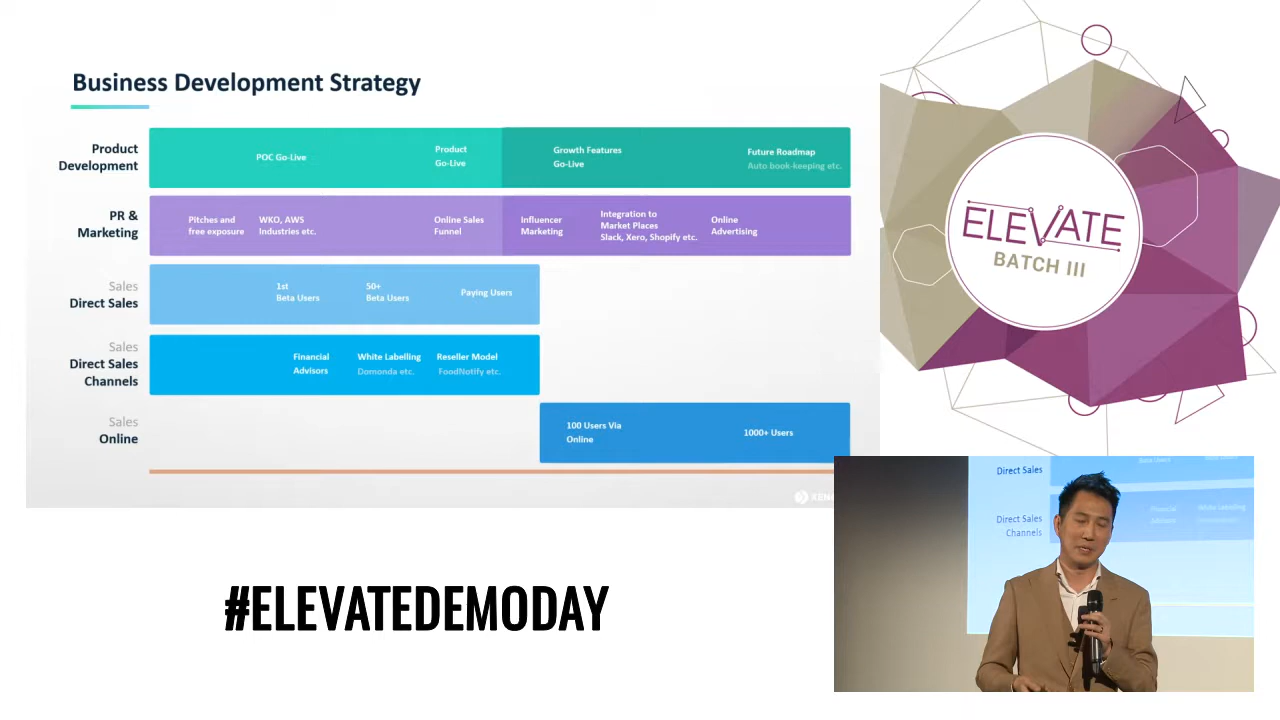 Business Development Strategy
Product
Development
POC Go-Live
Product
Go-Live
Growth Features
Go-Live
Future Roadmap
Auto book-keeping etc.
PR &
Marketing
Pitches and
free exposure
WKO, AWS
Industries etc.
Online Sales
Funnel
Influencer
Marketing
Integration to
Market Places
Slack, Xero, Shopify etc.
Online
Advertising
Sales
Direct Sales
1st
Beta Users
50+
Beta Users
Paying Users
Sales
Direct Sales
Channels
Financial
Advisors
White Labelling
Domonda etc.
Reseller Model
FoodNotify etc.
Sales
Online
100 Users Via
Online
1000+ Users
ELEVATE
BATCH III
Direct Sales
Direct Sales
Channels
Financial
Advisors
White Labelling
#ELEVATEDEMODAY